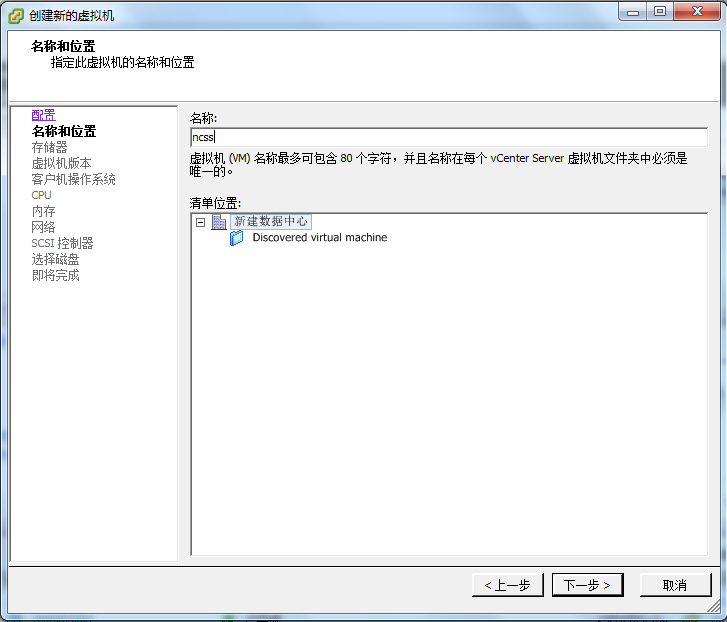 创建新的虚拟机
名称和位置
指定此虚拟机的名称和位置
配置
名称和位置
存储器
虚拟机版本
客户机操作系统
CPU
内存
网络
SCSI 控制器
选择磁盘
即将完成
名称:
ncss
虚拟机 (VM) 名称最多可包含 80 个字符，并且名称在每个 vCenter Server 虚拟机文件夹中必须是
唯一的。
清单位置:
新建数据中心
Discovered virtual machine
< 上一步
下一步 >
取消